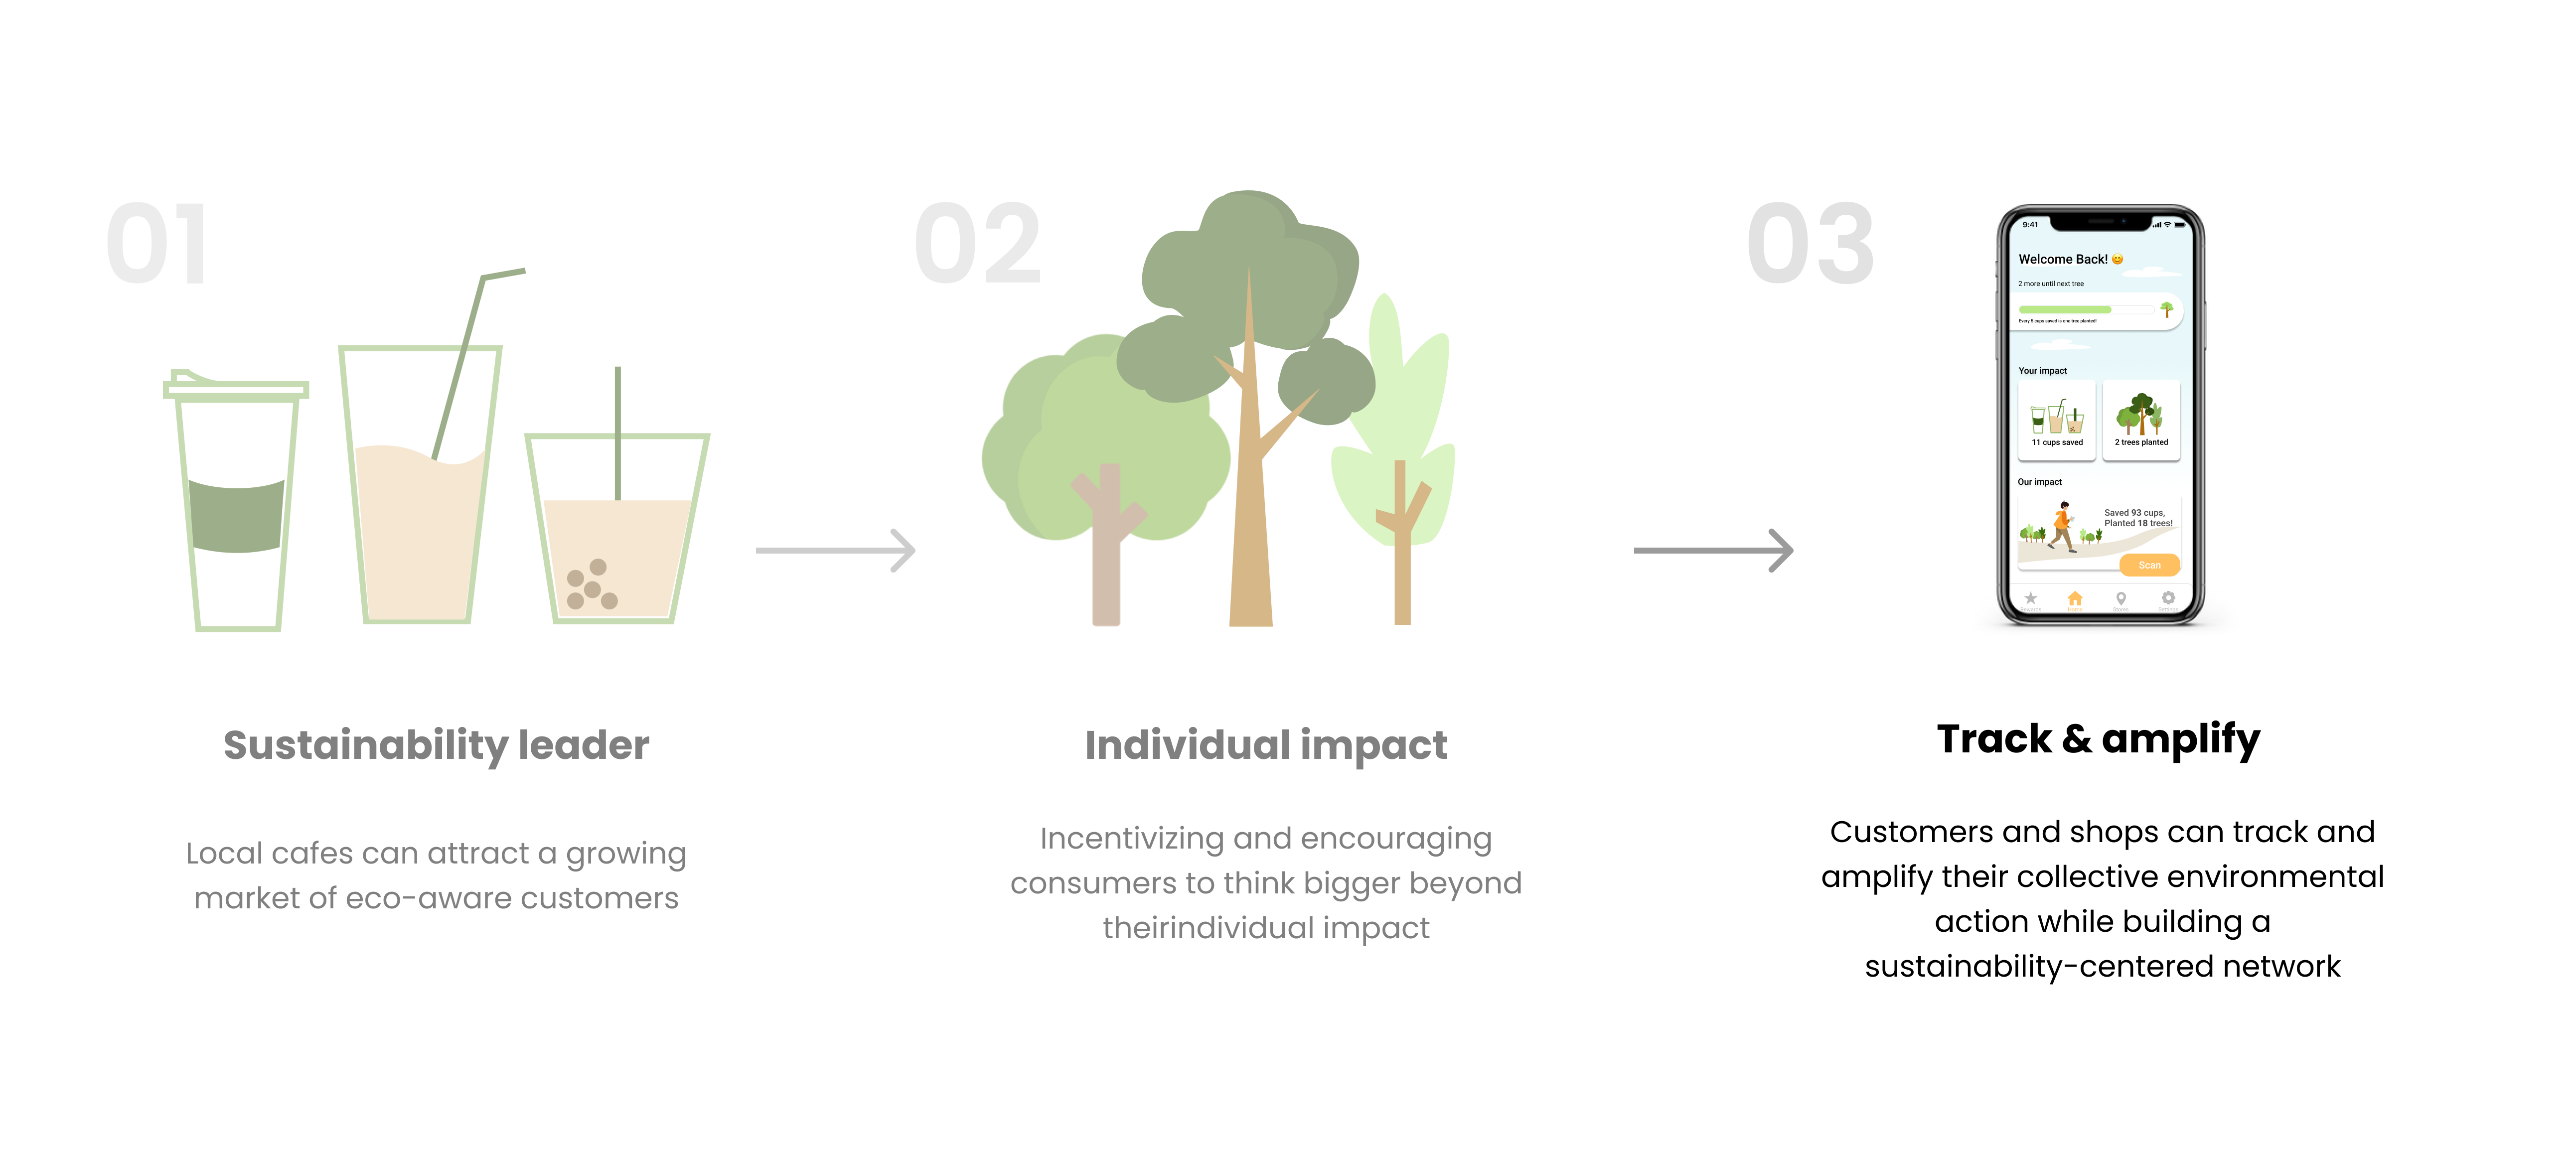 01
Sustainability leader
Local cafes can attract a growing
market of eco-aware customers
02
Individual impact
Incentivizing and encouraging
consumers to think bigger beyond
theirindividual impact
03
9:41
Welcome Back! 😊
2 more until next tree
Every 5 cups saved is one tree planted!
Your impact
11 cups saved
2 trees planted
Our impact
Saved 93 cups,
Planted 18 trees!
Scan
Rewards
Home
Settings
Track & amplify
Customers and shops can track and
amplify their collective environmental
action while building a
sustainability-centered network